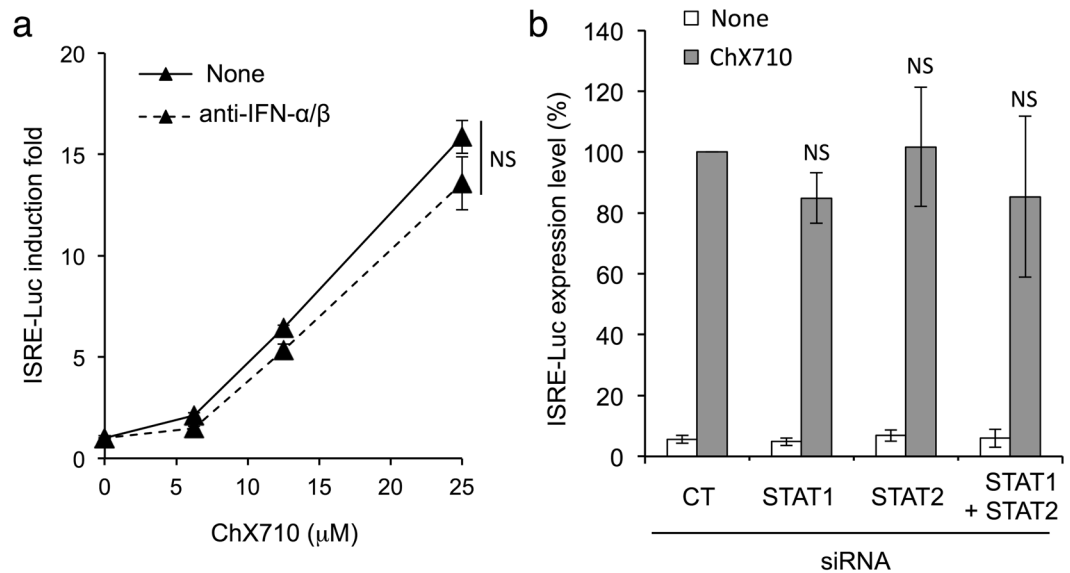 a
ISRE-Luc induction fold
20
15
10
5
0
None
anti-IFN-α/β
NS
0 5 10 15 20 25
ChX710 (μM)
b
ISRE-Luc expression level (%)
140
120
100
80
60
40
20
0
None
ChX710
NS
NS
NS
CT STAT1 STAT2 STAT1
+ STAT2
siRNA